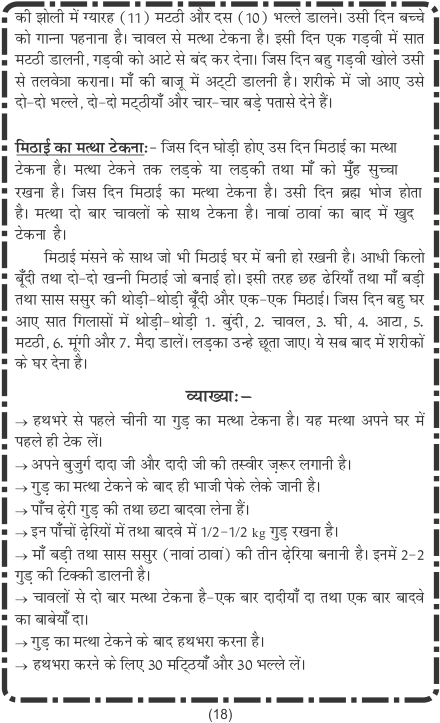 की झोली में ग्यारह (11) मठठी और दस (10) भल्ले डालने। उसी दिन बच्चे
को गान्ना पहनाना है। चावल से मत्था टेकना है। इसी दिन एक गड़वी में सात
मठठी डालनी, गड़वी को आटे से बंद कर देना। जिस दिन बहु गड़वी खोले उसी
से तलवेत्रा कराना। माँ की बाजू में अट्टी डालनी है। शरीके में जो आए उसे
दो-दो भल्ले, दो-दो मट्ठीयाँ और चार-चार बड़े पतासे देने हैं।
मिठाई का मत्था टेकना:- जिस दिन घोड़ी होए उस दिन मिठाई का मत्था
टेकना है। मत्था टेकने तक लड़के या लड़की तथा माँ को मुँह सुच्चा
रखना है। जिस दिन मिठाई का मत्था टेकना है। उसी दिन ब्रह्म भोज होता
है। मत्था दो बार चावलों के साथ टेकना है। नावां ठावां का बाद में खुद
टेकना है।
मिठाई मंसने के साथ जो भी मिठाई घर में बनी हो रखनी है। आधी किलो
बूँदी तथा दो-दो खन्नी मिठाई जो बनाई हो। इसी तरह छह ढेरियाँ तथा माँ बड़ी
तथा सास ससुर की थोड़ी-थोड़ी बूँदी और एक-एक मिठाई। जिस दिन बहु घर
आए सात गिलासों में थोड़ी-थोड़ी 1. बुंदी, 2. चावल, 3. घी, 4. आटा, 5.
मटठी, 6. मूंगी और 7. मैदा डालें। लड़का उन्हे छूता जाए। ये सब बाद में शरीकों
के घर देना है।
व्याख्या:-
→ हथभरे से पहले चीनी या गुड़ का मत्था टेकना है। यह मत्था अपने घर में
पहले ही टेक लें।
→ अपने बुजुर्ग दादा जी और दादी जी की तस्वीर ज़रूर लगानी है।
→ गुड़ का मत्था टेकने के बाद ही भाजी पेके लेके जानी है।
→ पाँच ढ़ेरी गुड़ की तथा छटा बादवा लेना हैं।
→ इन पाँचों ढ़ेरियों में तथा बादवे में 1/2-1/2 kg गुड़ रखना है।
→ माँ बड़ी तथा सास ससुर (नावां ठावां) की तीन ढ़ेरिया बनानी है। इनमें 2-2
गुड़ की टिक्की डालनी है।
→ चावलों से दो बार मत्था टेकना है-एक बार दादीयाँ दा तथा एक बार बादवे
का बाबेयाँ दा।
→ गुड़ का मत्था टेकने के बाद हथभरा करना है।
→ हथभरा करने के लिए 30 मट्ठियाँ और 30 भल्ले लें।
(18)